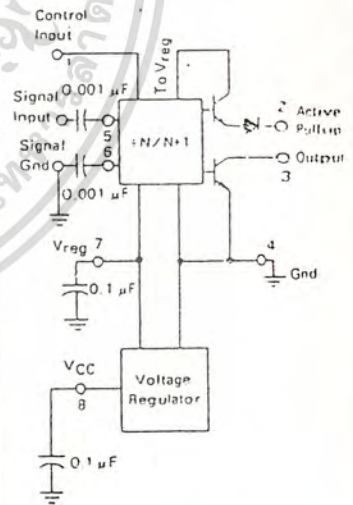 Control
Input
1
Signal
Input
0.001 µF
5
Signal
Gnd
6
0.001 µF
÷N/N+1
To Vreg
2
Active
Pullup
Output
3
Vreg 7
0.1 µF
4
Gnd
VCC
8
Voltage
Regulator
0.1 µF